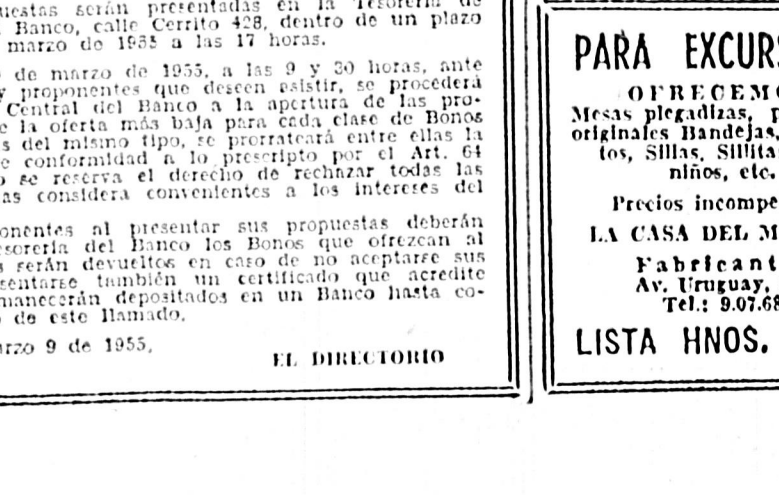 uestas serán presentadas en la Tesorería de
Banco, calle Cerrito 428, dentro de un plazo
marzo de 1955 a las 17 horas.
de marzo de 1955, a las 9 y 30 horas, ante
y proponentes que deseen asistir, se procederá
Central del Banco a la apertura de las pro-
e la oferta más baja para cada clase de Bonos
s del mismo tipo, se prorrateará entre ellas la
e conformidad a lo prescripto por el Art. 64
o se reserva el derecho de rechazar todas las
as considera convenientes a los intereses del
onentes al presentar sus propuestas deberán
esorería del Banco los Bonos que ofrezcan al
s serán devueltos en caso de no aceptarse sus
sentarse también un certificado que acredite
manecerán depositados en un Banco hasta co-
o de este llamado.
arzo 9 de 1955.
EL DIRECTORIO
PARA EXCURS
OFRECEMO
Mesas plegadizas, p
originales Bandejas,
tos, Sillas, Sillita
niños, etc.
Precios incompe
LA CASA DEL M
Fabricant
Av. Uruguay,
Tel.: 9.07.68
LISTA HNOS.